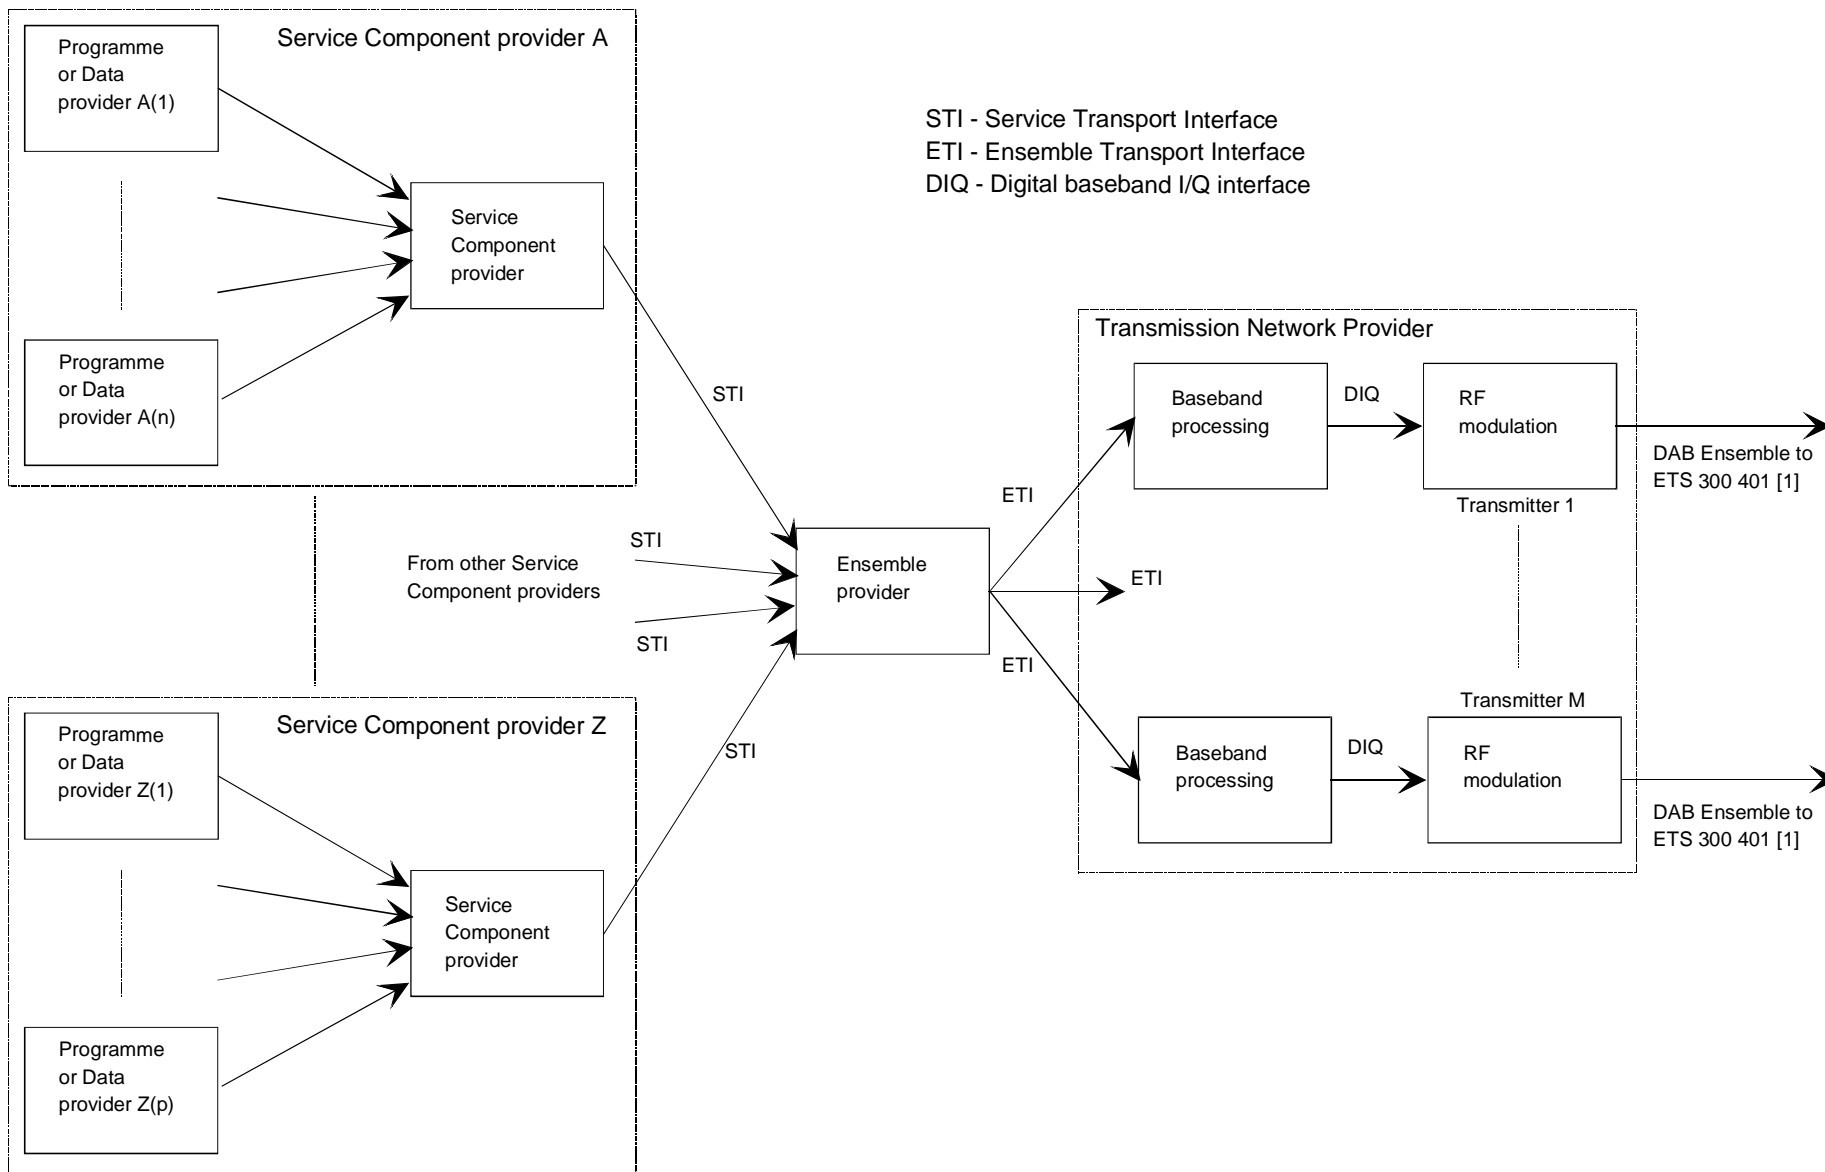 Service Component provider A
Programme
or Data
provider A(1)
Service
Component
provider
Programme
or Data
provider A(n)
STI - Service Transport Interface
ETI - Ensemble Transport Interface
DIQ - Digital baseband I/Q interface
STI
From other Service
Component providers
STI
STI
Ensemble
provider
Service Component provider Z
Programme
or Data
provider Z(1)
Service
Component
provider
Programme
or Data
provider Z(p)
STI
ETI
ETI
ETI
Transmission Network Provider
Baseband
processing
DIQ
RF
modulation
Transmitter 1
DAB Ensemble to
ETS 300 401 [1]
Transmitter M
Baseband
processing
DIQ
RF
modulation
DAB Ensemble to
ETS 300 401 [1]